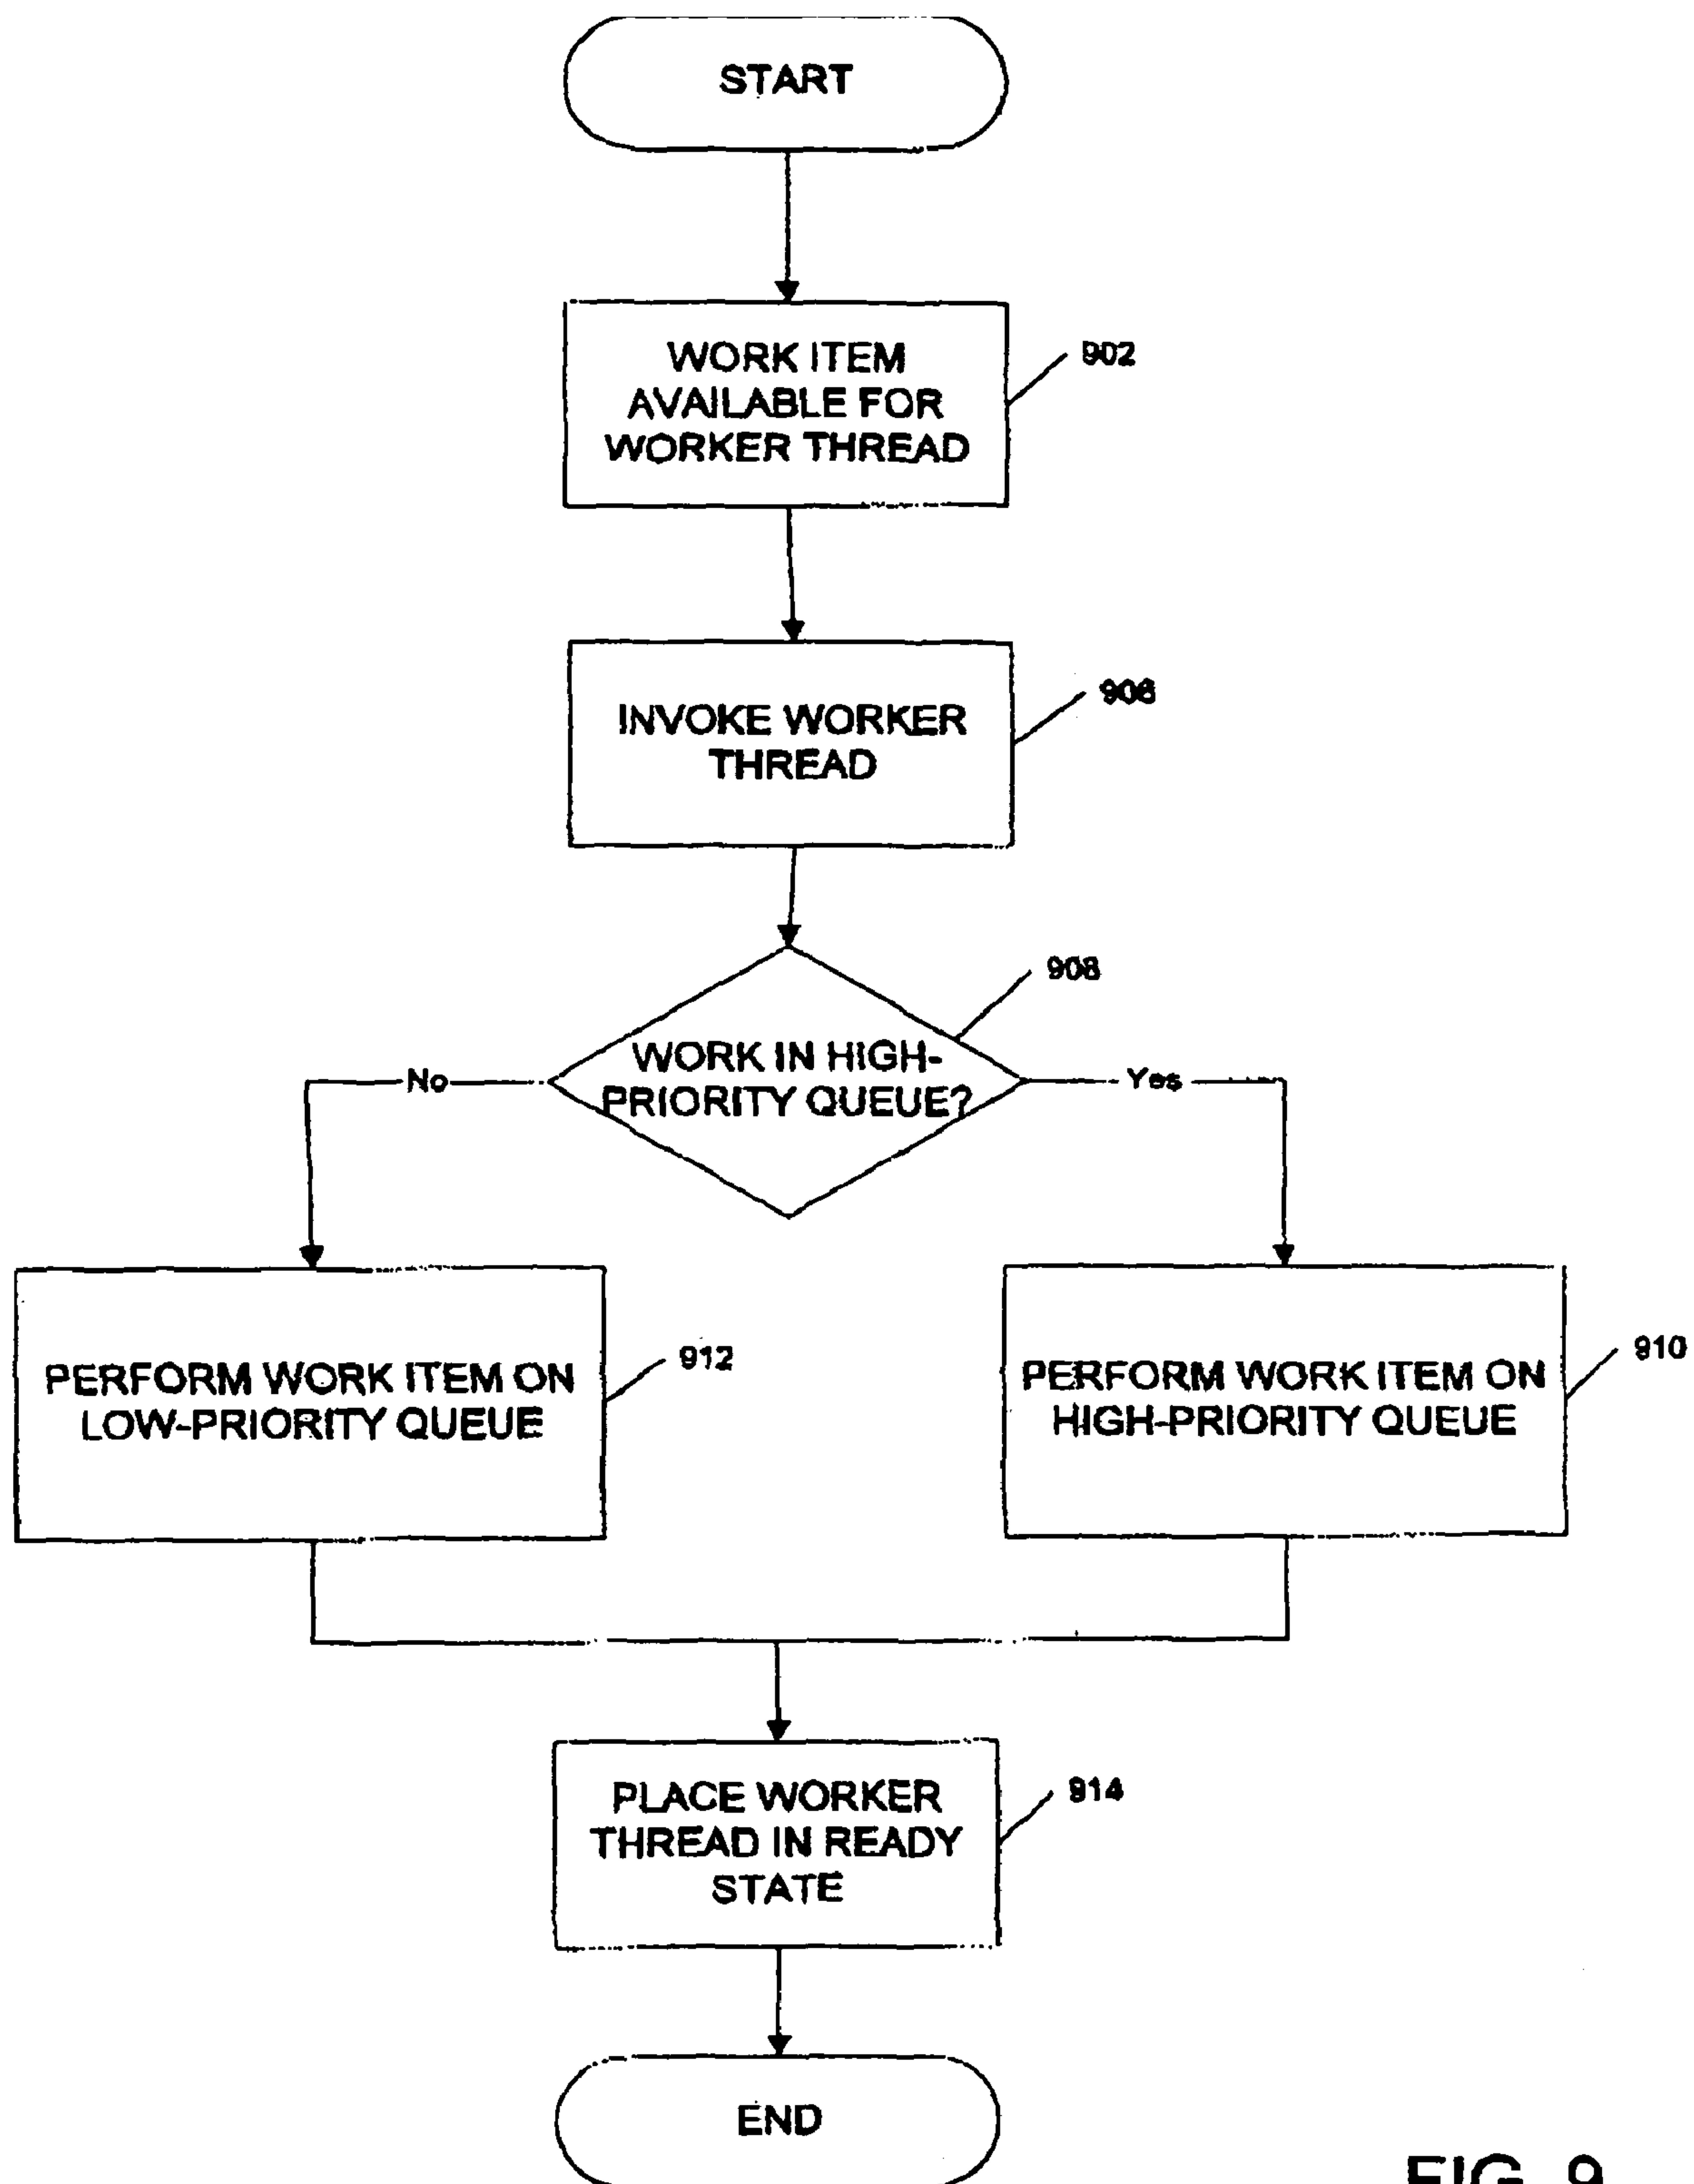 START
WORK ITEM
AVAILABLE FOR
WORKER THREAD
902
INVOKE WORKER
THREAD
906
908
WORK IN HIGH-
PRIORITY QUEUE?
No
Yes
PERFORM WORK ITEM ON
LOW-PRIORITY QUEUE
912
PERFORM WORK ITEM ON
HIGH-PRIORITY QUEUE
910
PLACE WORKER
THREAD IN READY
STATE
914
END
FIG. 9